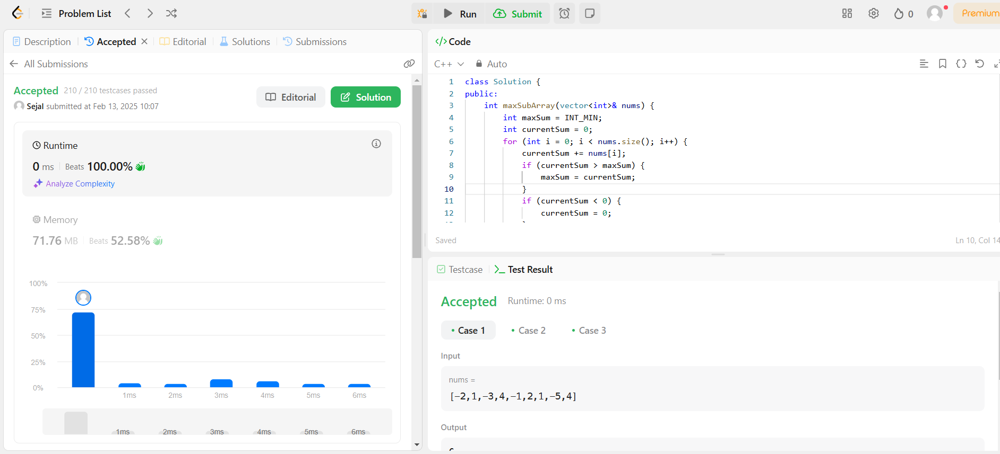 Problem List
Run
Submit
0
Premium
Description
Accepted
Editorial
Solutions
Submissions
All Submissions
Accepted 210 / 210 testcases passed
Sejal submitted at Feb 13, 2025 10:07
Editorial
Solution
Runtime
0 ms Beats 100.00%
Analyze Complexity
Memory
71.76 MB Beats 52.58%
100%
75%
50%
25%
0%
1ms 2ms 3ms 4ms 5ms 6ms
1ms 2ms 3ms 4ms 5ms 6ms
</>Code
C++ Auto
1 class Solution {
2 public:
3 int maxSubArray(vector<int>& nums) {
4 int maxSum = INT_MIN;
5 int currentSum = 0;
6 for (int i = 0; i < nums.size(); i++) {
7 currentSum += nums[i];
8 if (currentSum > maxSum) {
9 maxSum = currentSum;
10 }
11 if (currentSum < 0) {
12 currentSum = 0;
Saved
Ln 10, Col 14
Testcase
Test Result
Accepted Runtime: 0 ms
Case 1
Case 2
Case 3
Input
nums =
[-2,1,-3,4,-1,2,1,-5,4]
Output